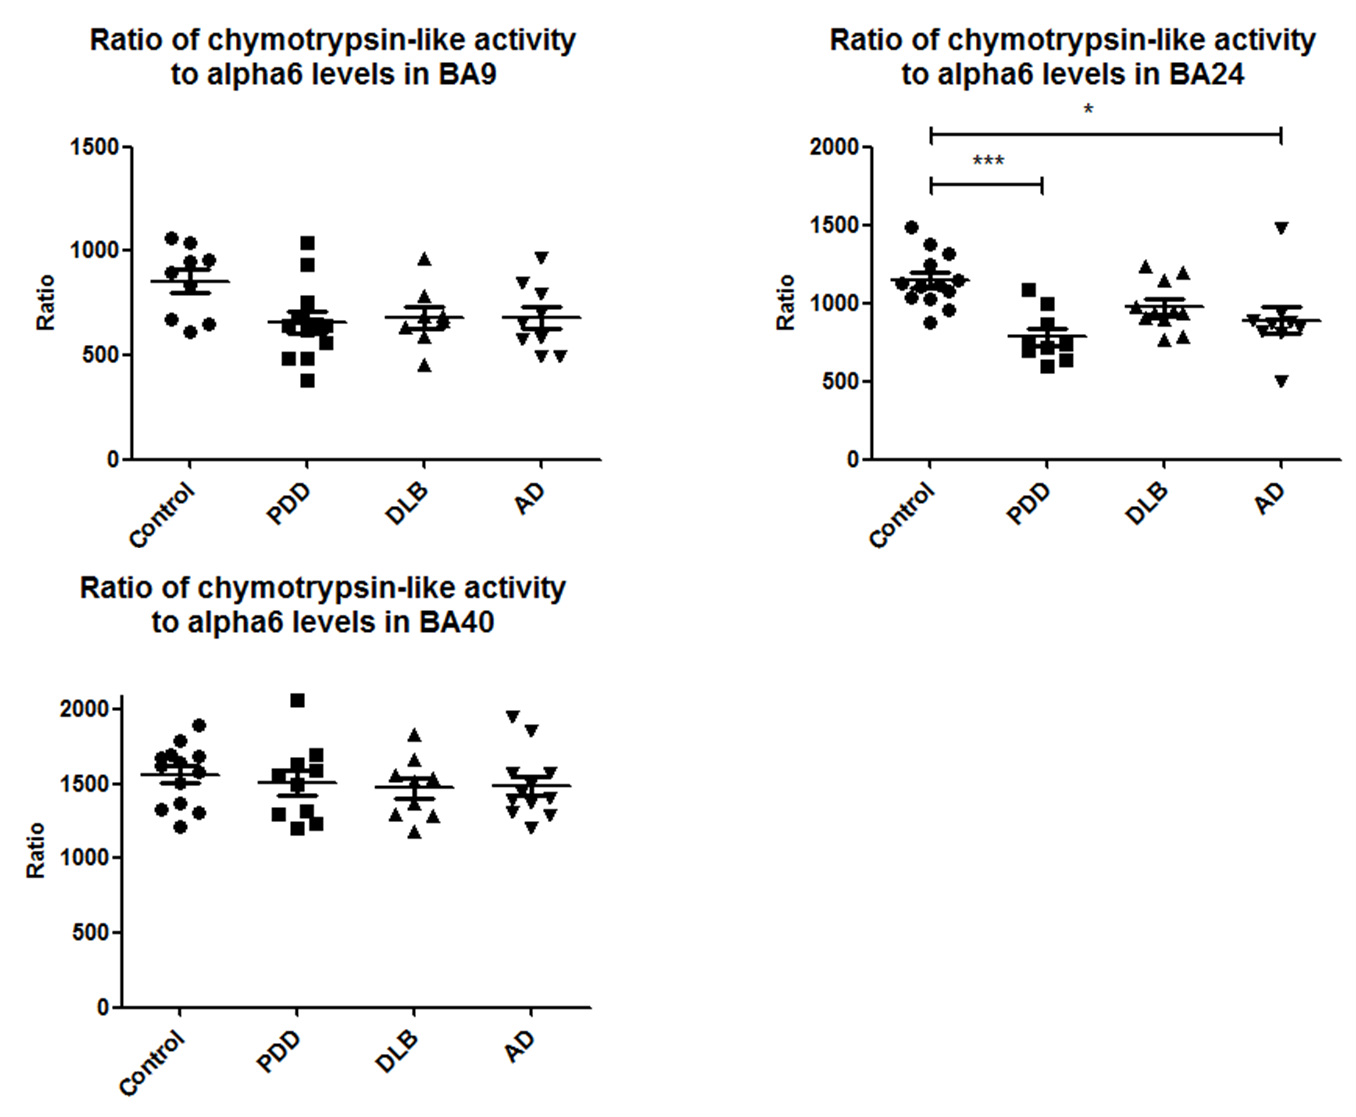 Ratio of chymotrypsin-like activity
to alpha6 levels in BA9
1500
1000
500
0
Ratio
Control
PDD
DLB
AD
Ratio of chymotrypsin-like activity
to alpha6 levels in BA24
*
***
2000
1500
1000
500
0
Ratio
Control
PDD
DLB
AD
Ratio of chymotrypsin-like activity
to alpha6 levels in BA40
2000
1500
1000
500
0
Ratio
Control
PDD
DLB
AD